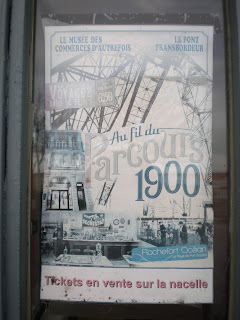 LE MUSÉE DES
COMMERCES D'AUTREFOIS
LE PONT
TRANSBORDEUR
VOYAGE
Au fil du
Parcours
1900
Rochefort Océan
Tickets en vente sur la nacelle